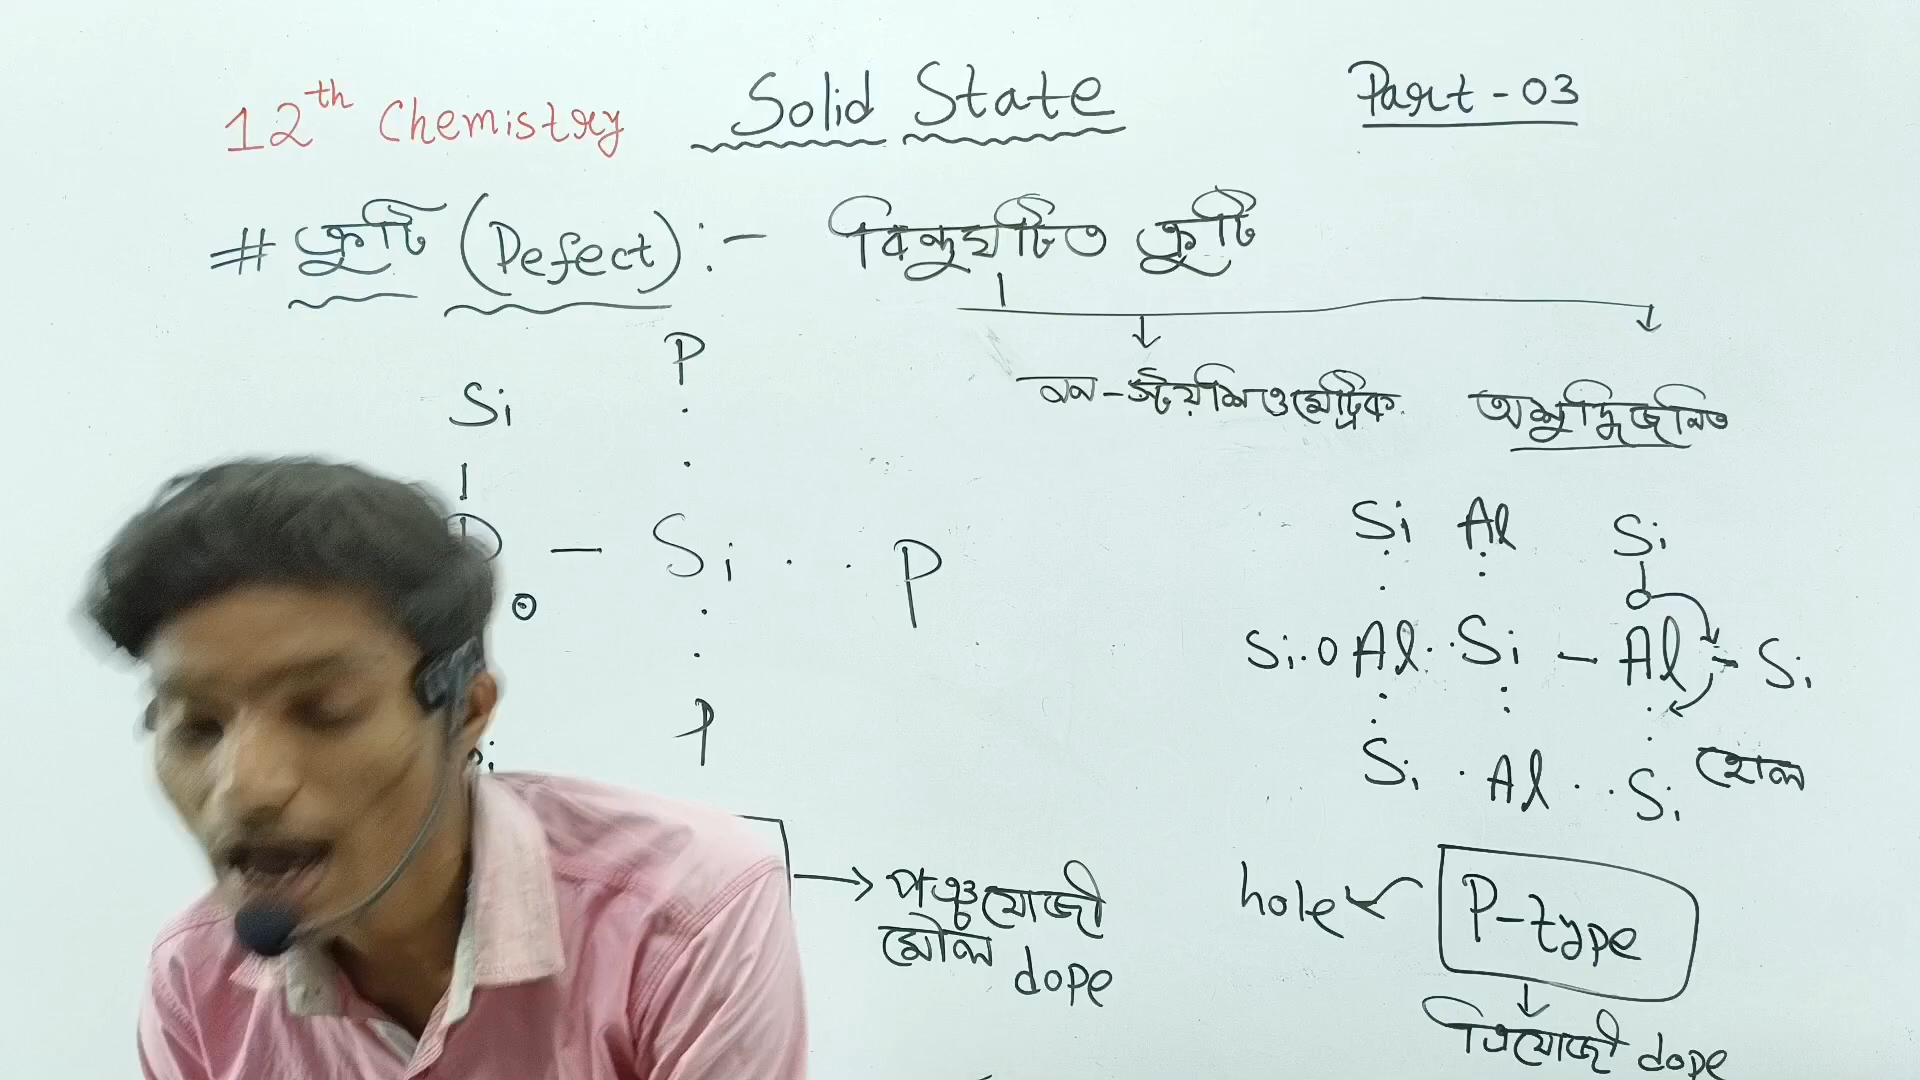 12th Chemistry Solid State Part-03
# ত্রুটি (Defect) :- বিন্দুঘটিত ত্রুটি
নন-স্টয়শিওমেট্রিক অশুদ্ধিজনিত
P
Si
— Si . . P
P
Si Al Si
Si . o Al . . Si — Al - Si
Si . Al . . Si হোল
পঞ্চযোজী
মৌল dope
hole P-type
ত্রিযোজী dope